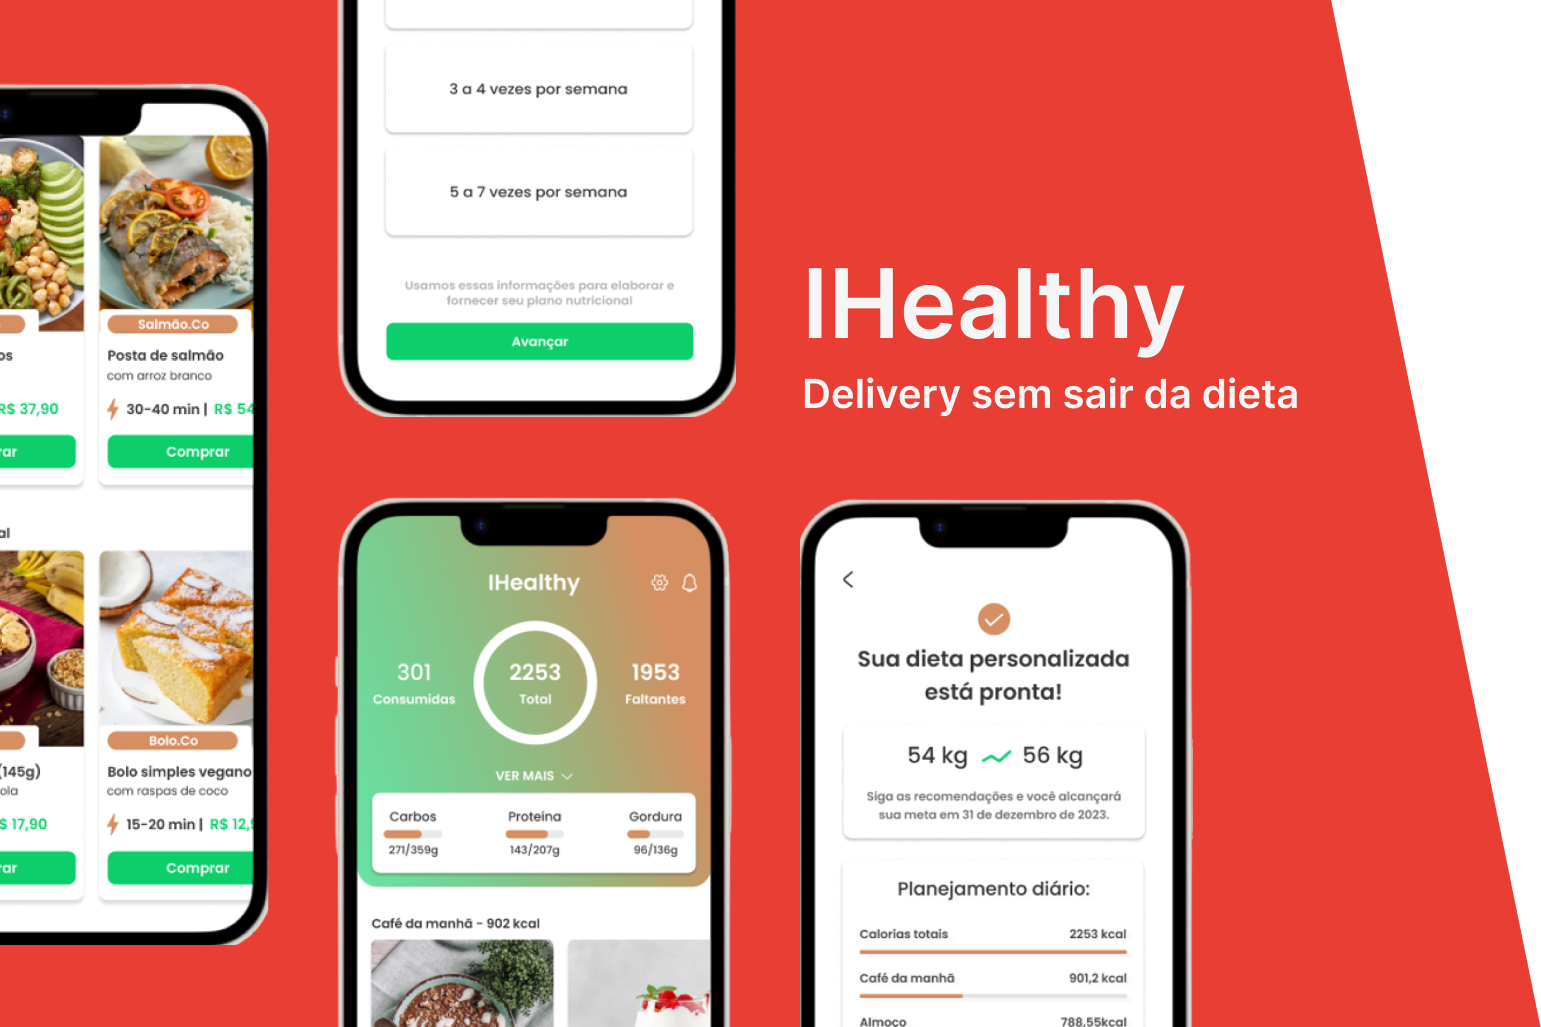 3 a 4 vezes por semana
5 a 7 vezes por semana
Usamos essas informações para elaborar e
fornecer seu plano nutricional
Avançar
Salmão.Co
Posta de salmão
com arroz branco
R$ 37,90
30-40 min | R$ 54
Comprar
Bolo.Co
(145g)
Bolo simples vegano
com raspas de coco
$ 17,90
15-20 min | R$ 12,9
Comprar
IHealthy
Delivery sem sair da dieta
IHealthy
301
Consumidas
2253
Total
1953
Faltantes
VER MAIS
Carbos
Proteína
Gordura
271/359g
143/207g
96/136g
Café da manhã - 902 kcal
Sua dieta personalizada
está pronta!
54 kg 56 kg
Siga as recomendações e você alcançará
sua meta em 31 de dezembro de 2023.
Planejamento diário:
Calorias totais 2253 kcal
Café da manhã 901,2 kcal
Almoço 788,55kcal